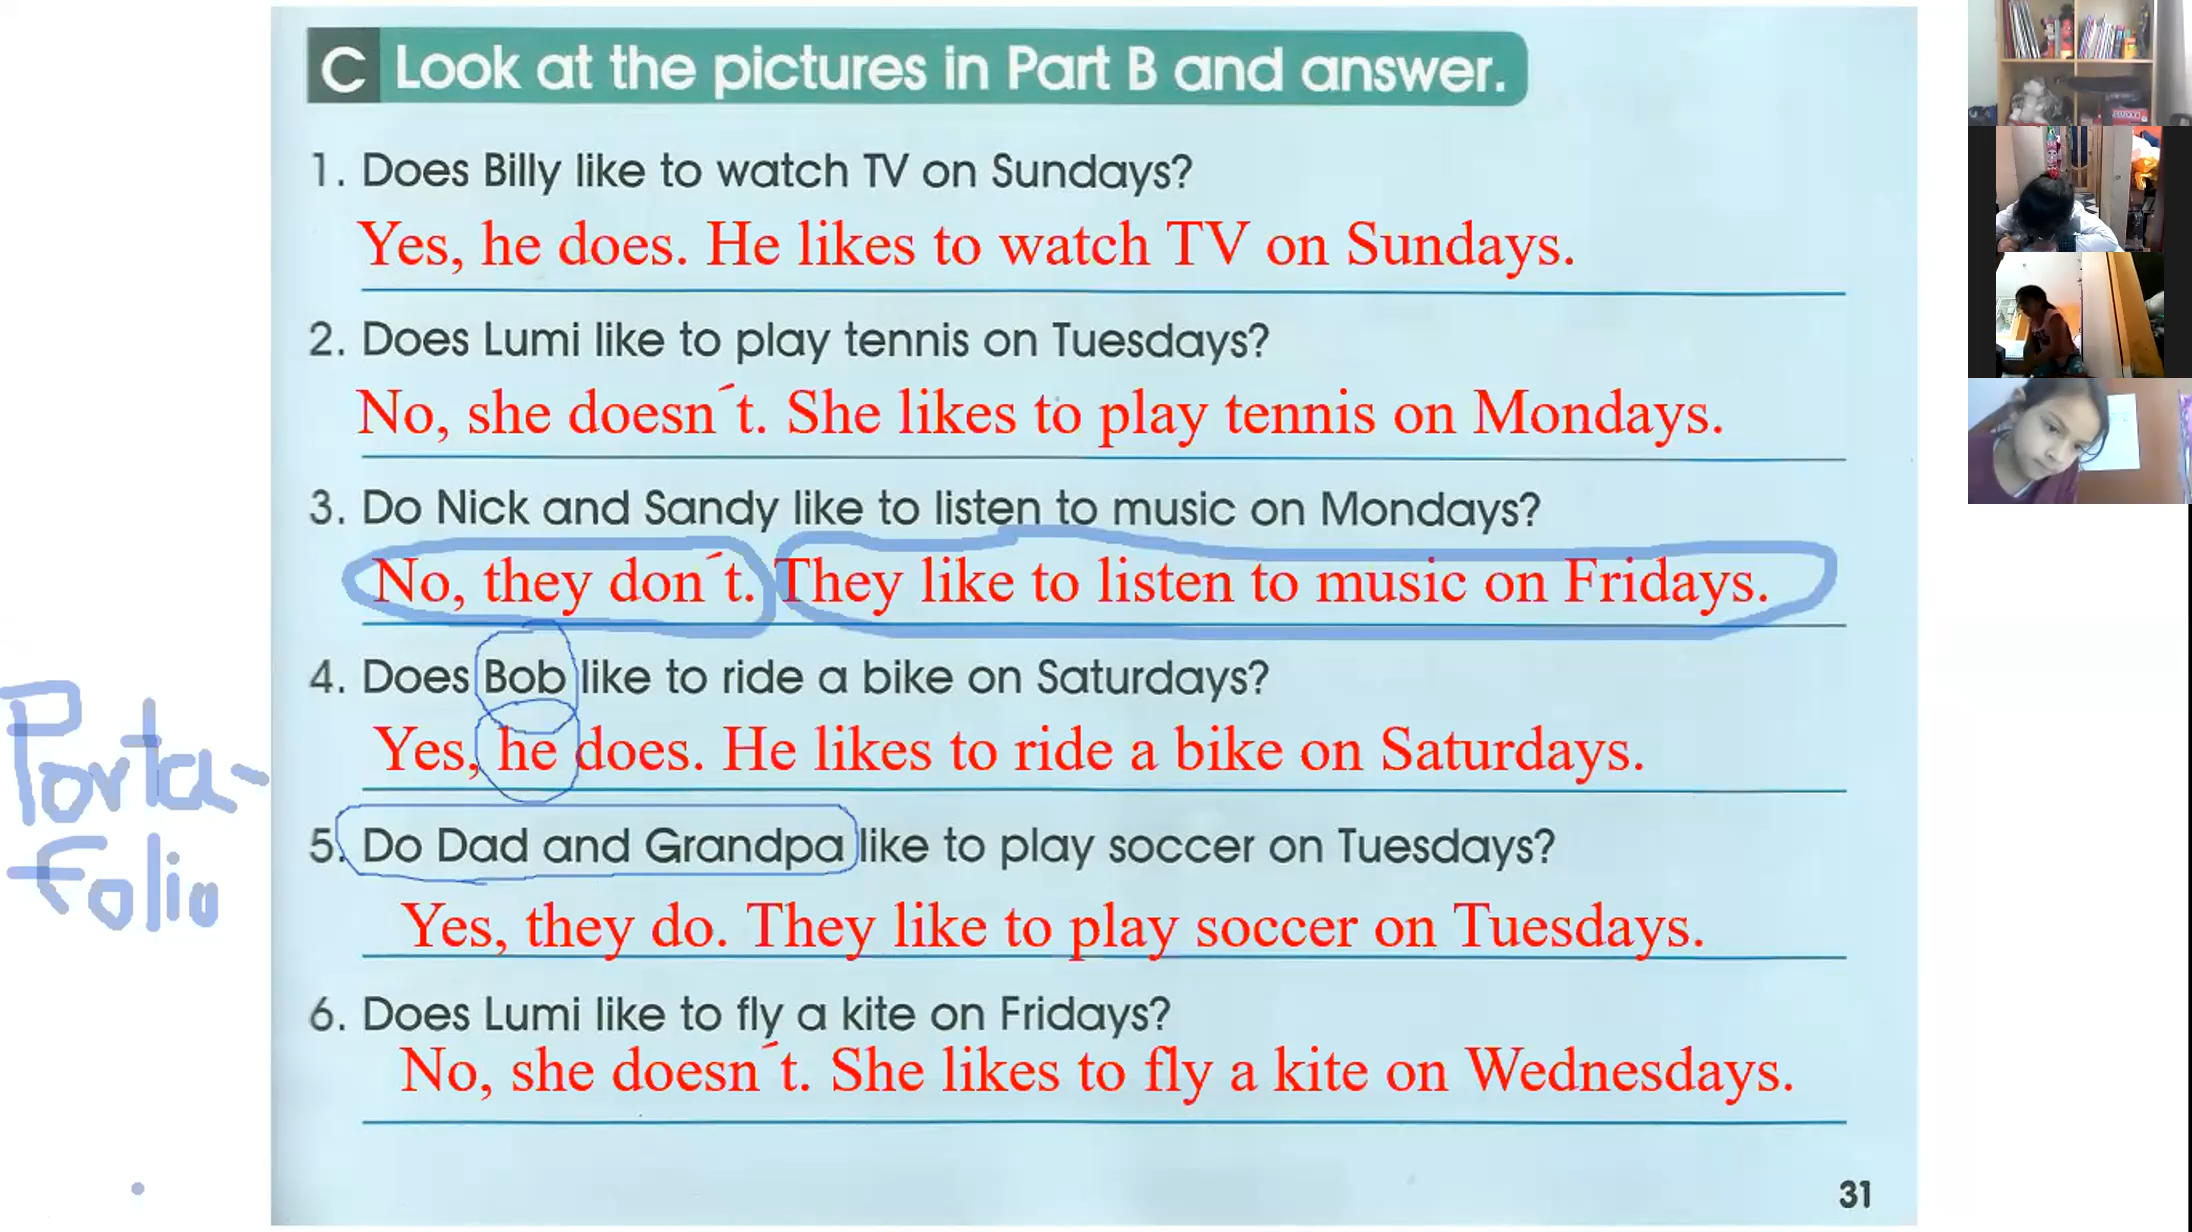 C Look at the pictures in Part B and answer.
1. Does Billy like to watch TV on Sundays?
Yes, he does. He likes to watch TV on Sundays.
2. Does Lumi like to play tennis on Tuesdays?
No, she doesn´t. She likes to play tennis on Mondays.
3. Do Nick and Sandy like to listen to music on Mondays?
No, they don´t. They like to listen to music on Fridays.
4. Does Bob like to ride a bike on Saturdays?
Yes, he does. He likes to ride a bike on Saturdays.
5. Do Dad and Grandpa like to play soccer on Tuesdays?
Yes, they do. They like to play soccer on Tuesdays.
6. Does Lumi like to fly a kite on Fridays?
No, she doesn´t. She likes to fly a kite on Wednesdays.
31
Porta-
Folio